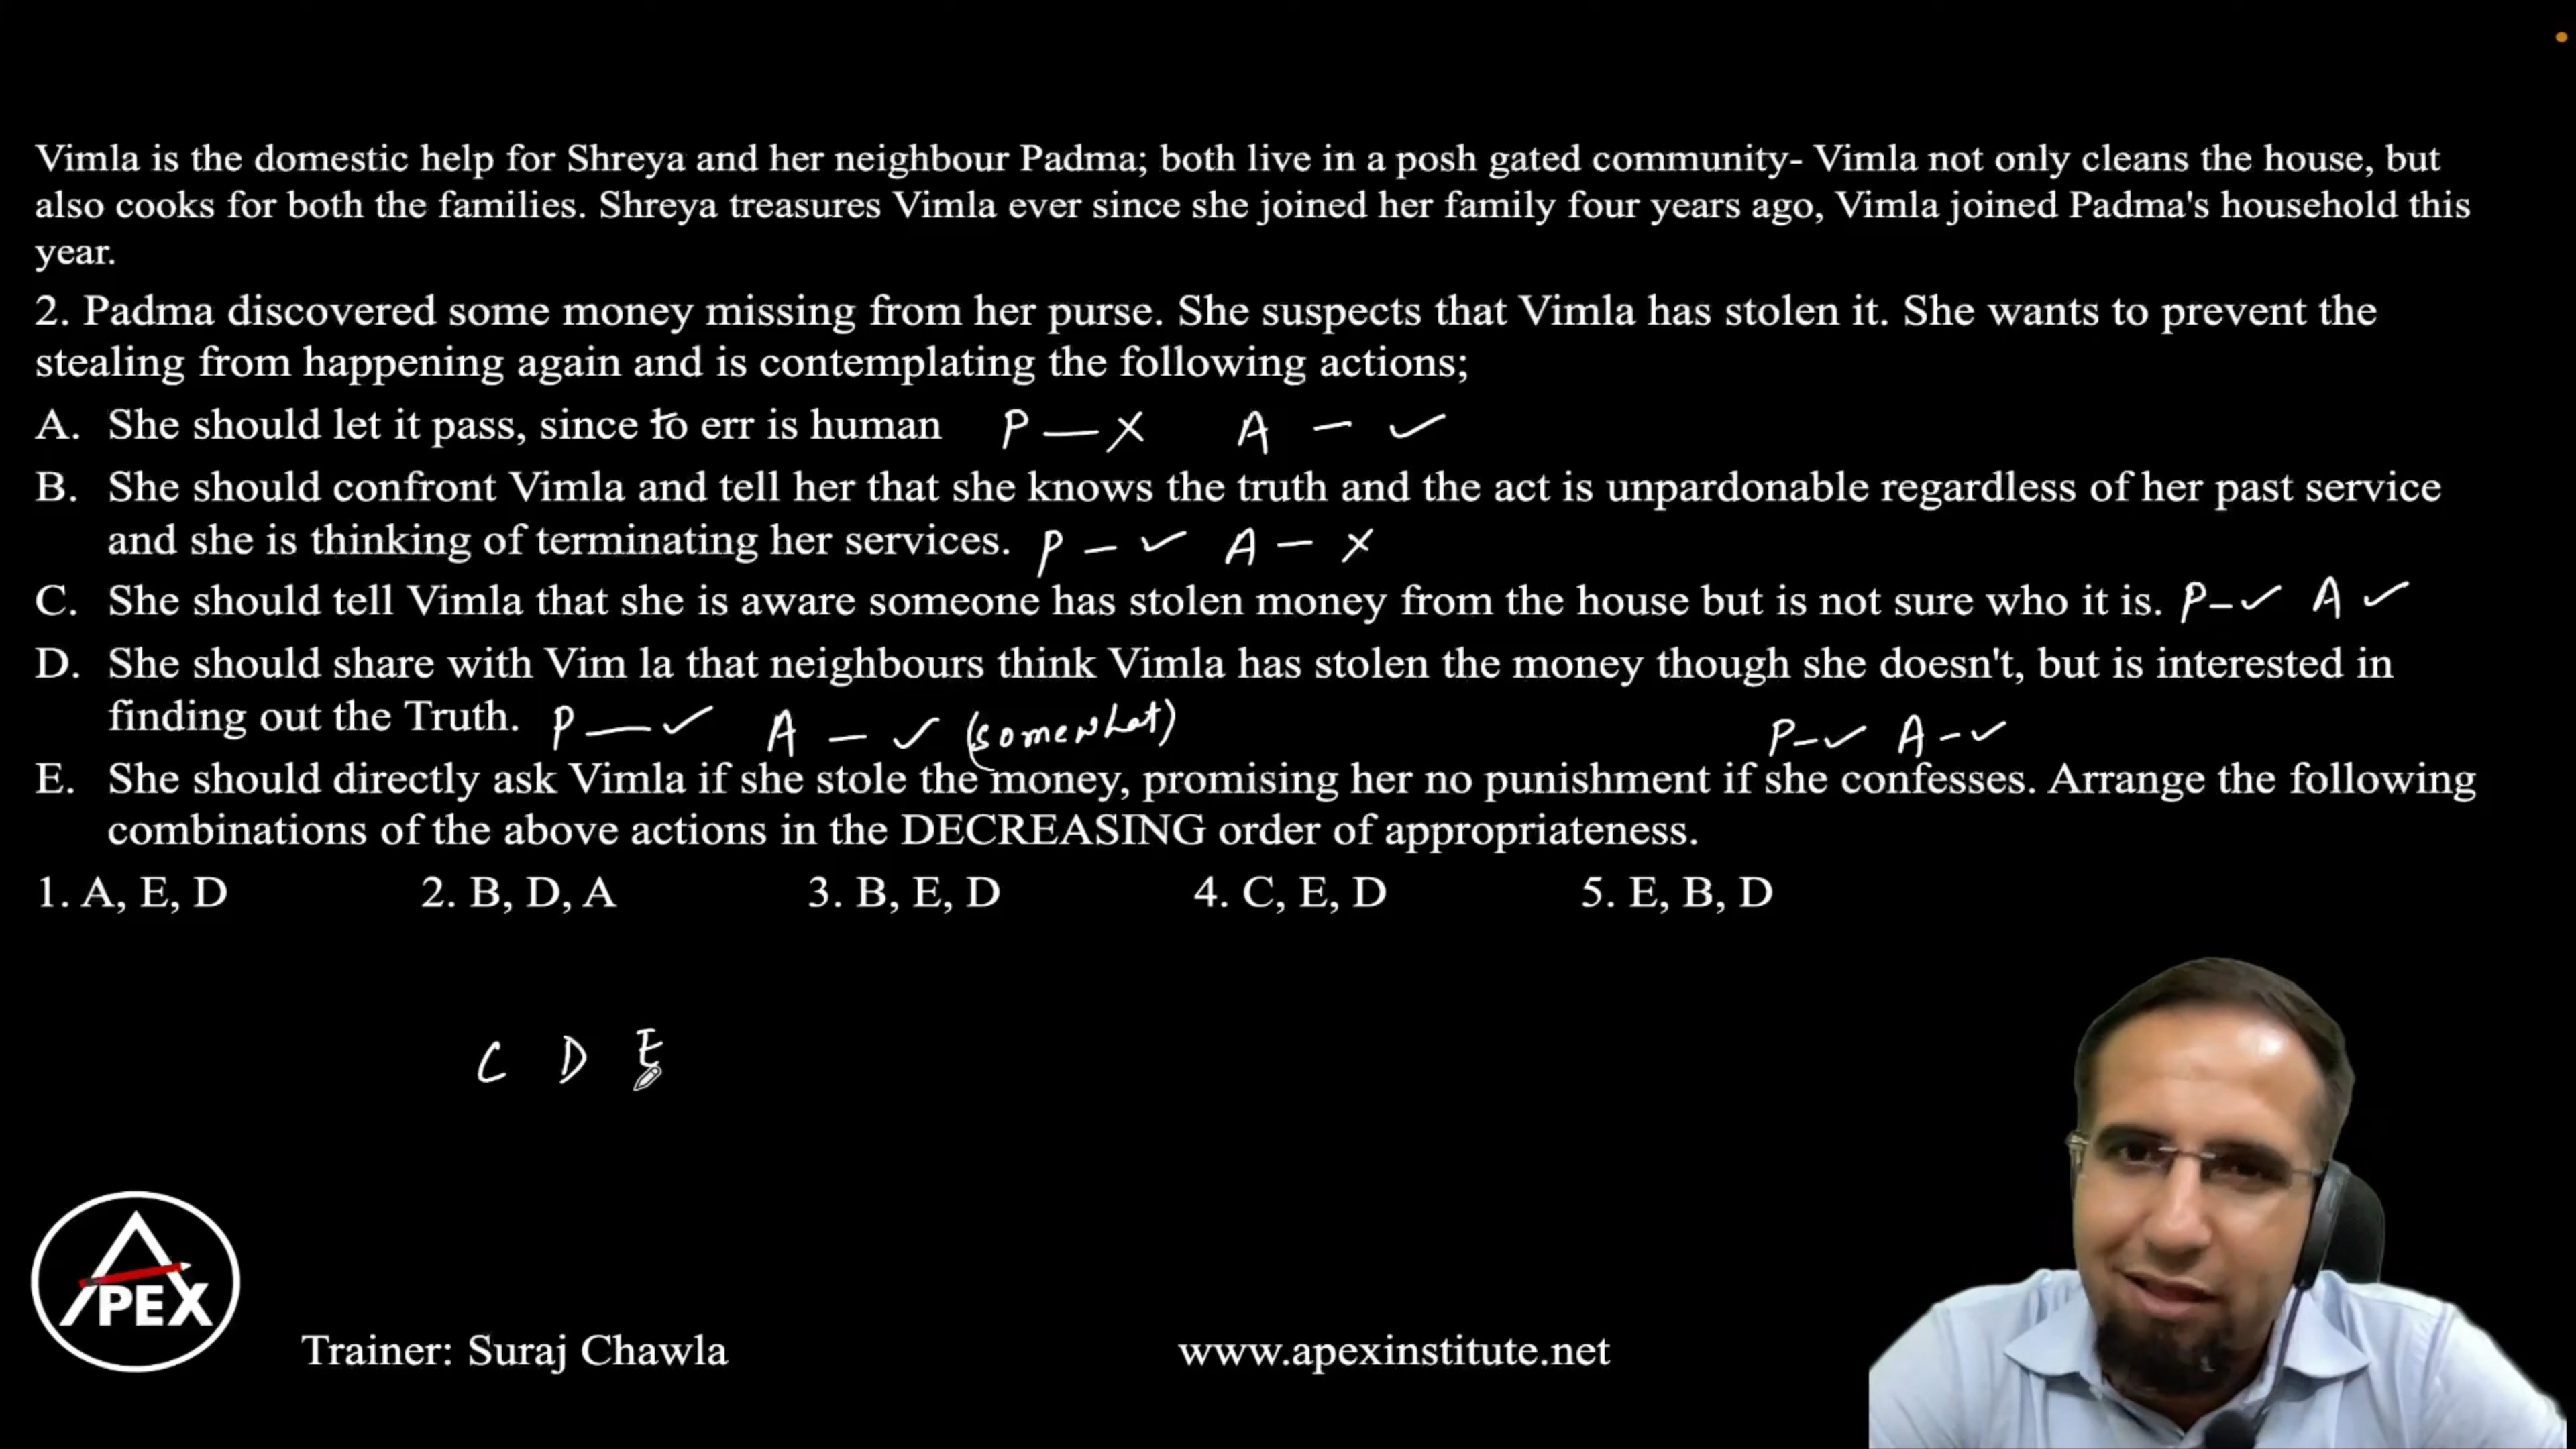 Vimla is the domestic help for Shreya and her neighbour Padma; both live in a posh gated community- Vimla not only cleans the house, but
also cooks for both the families. Shreya treasures Vimla ever since she joined her family four years ago, Vimla joined Padma's household this
year.
2. Padma discovered some money missing from her purse. She suspects that Vimla has stolen it. She wants to prevent the
stealing from happening again and is contemplating the following actions;
A. She should let it pass, since to err is human P — X A – ✓
B. She should confront Vimla and tell her that she knows the truth and the act is unpardonable regardless of her past service
and she is thinking of terminating her services. P – ✓ A – X
C. She should tell Vimla that she is aware someone has stolen money from the house but is not sure who it is. P – ✓ A ✓
D. She should share with Vim la that neighbours think Vimla has stolen the money though she doesn't, but is interested in
finding out the Truth. P — ✓ A – ✓ (somewhat) P – ✓ A – ✓
E. She should directly ask Vimla if she stole the money, promising her no punishment if she confesses. Arrange the following
combinations of the above actions in the DECREASING order of appropriateness.
1. A, E, D 2. B, D, A 3. B, E, D 4. C, E, D 5. E, B, D
C D E
APEX
Trainer: Suraj Chawla www.apexinstitute.net